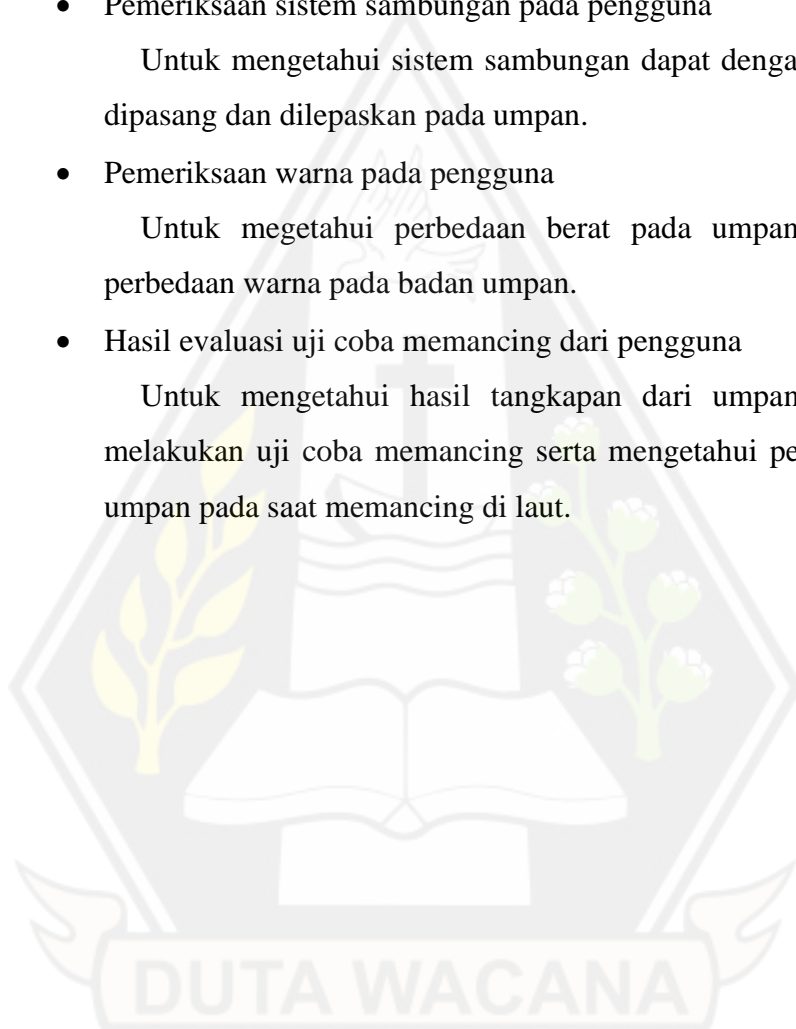 • Pemeriksaan sistem sambungan pada pengguna
Untuk mengetahui sistem sambungan dapat denga
dipasang dan dilepaskan pada umpan.
• Pemeriksaan warna pada pengguna
Untuk megetahui perbedaan berat pada umpan
perbedaan warna pada badan umpan.
• Hasil evaluasi uji coba memancing dari pengguna
Untuk mengetahui hasil tangkapan dari umpan
melakukan uji coba memancing serta mengetahui pe
umpan pada saat memancing di laut.
DUTA WACANA